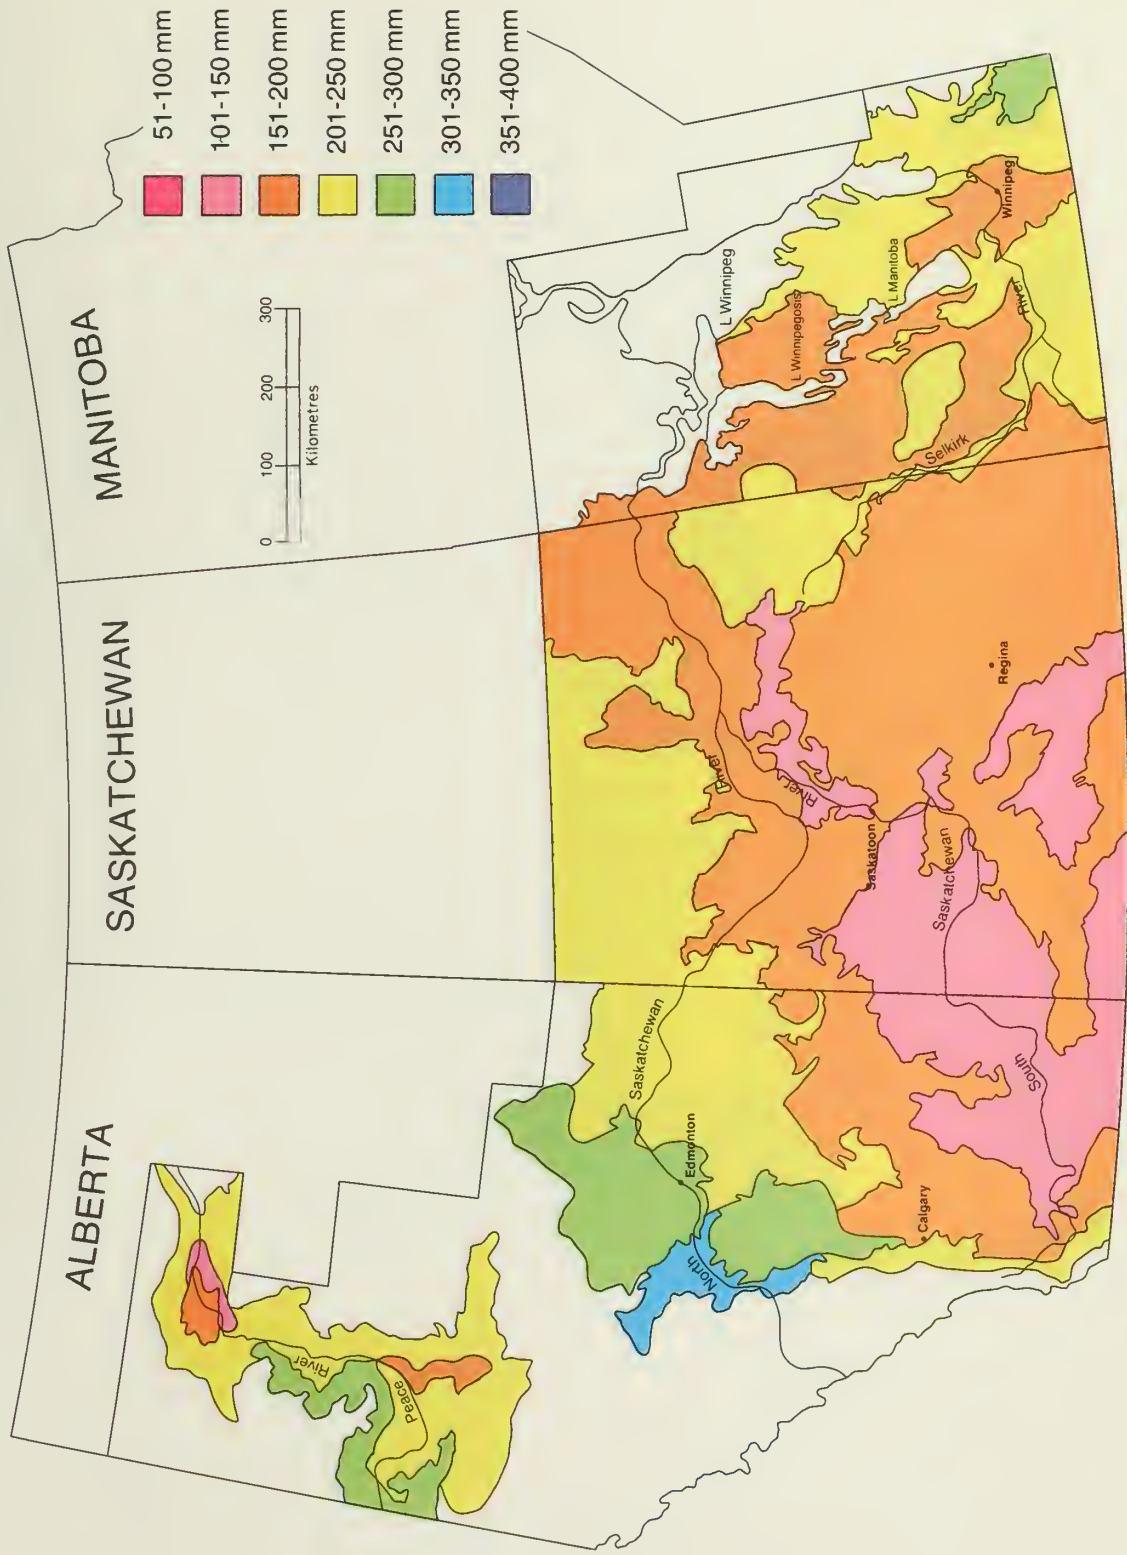 ALBERTA
SASKATCHEWAN
MANITOBA
0 100 200 300
Kilometres
51-100 mm
101-150 mm
151-200 mm
201-250 mm
251-300 mm
301-350 mm
351-400 mm
Peace
River
North
Saskatchewan
River
Edmonton
Calgary
South
Saskatchewan
River
Saskatoon
Regina
Selkirk
River
L Winnipeg
L Winnipegosis
L Manitoba
Winnipeg